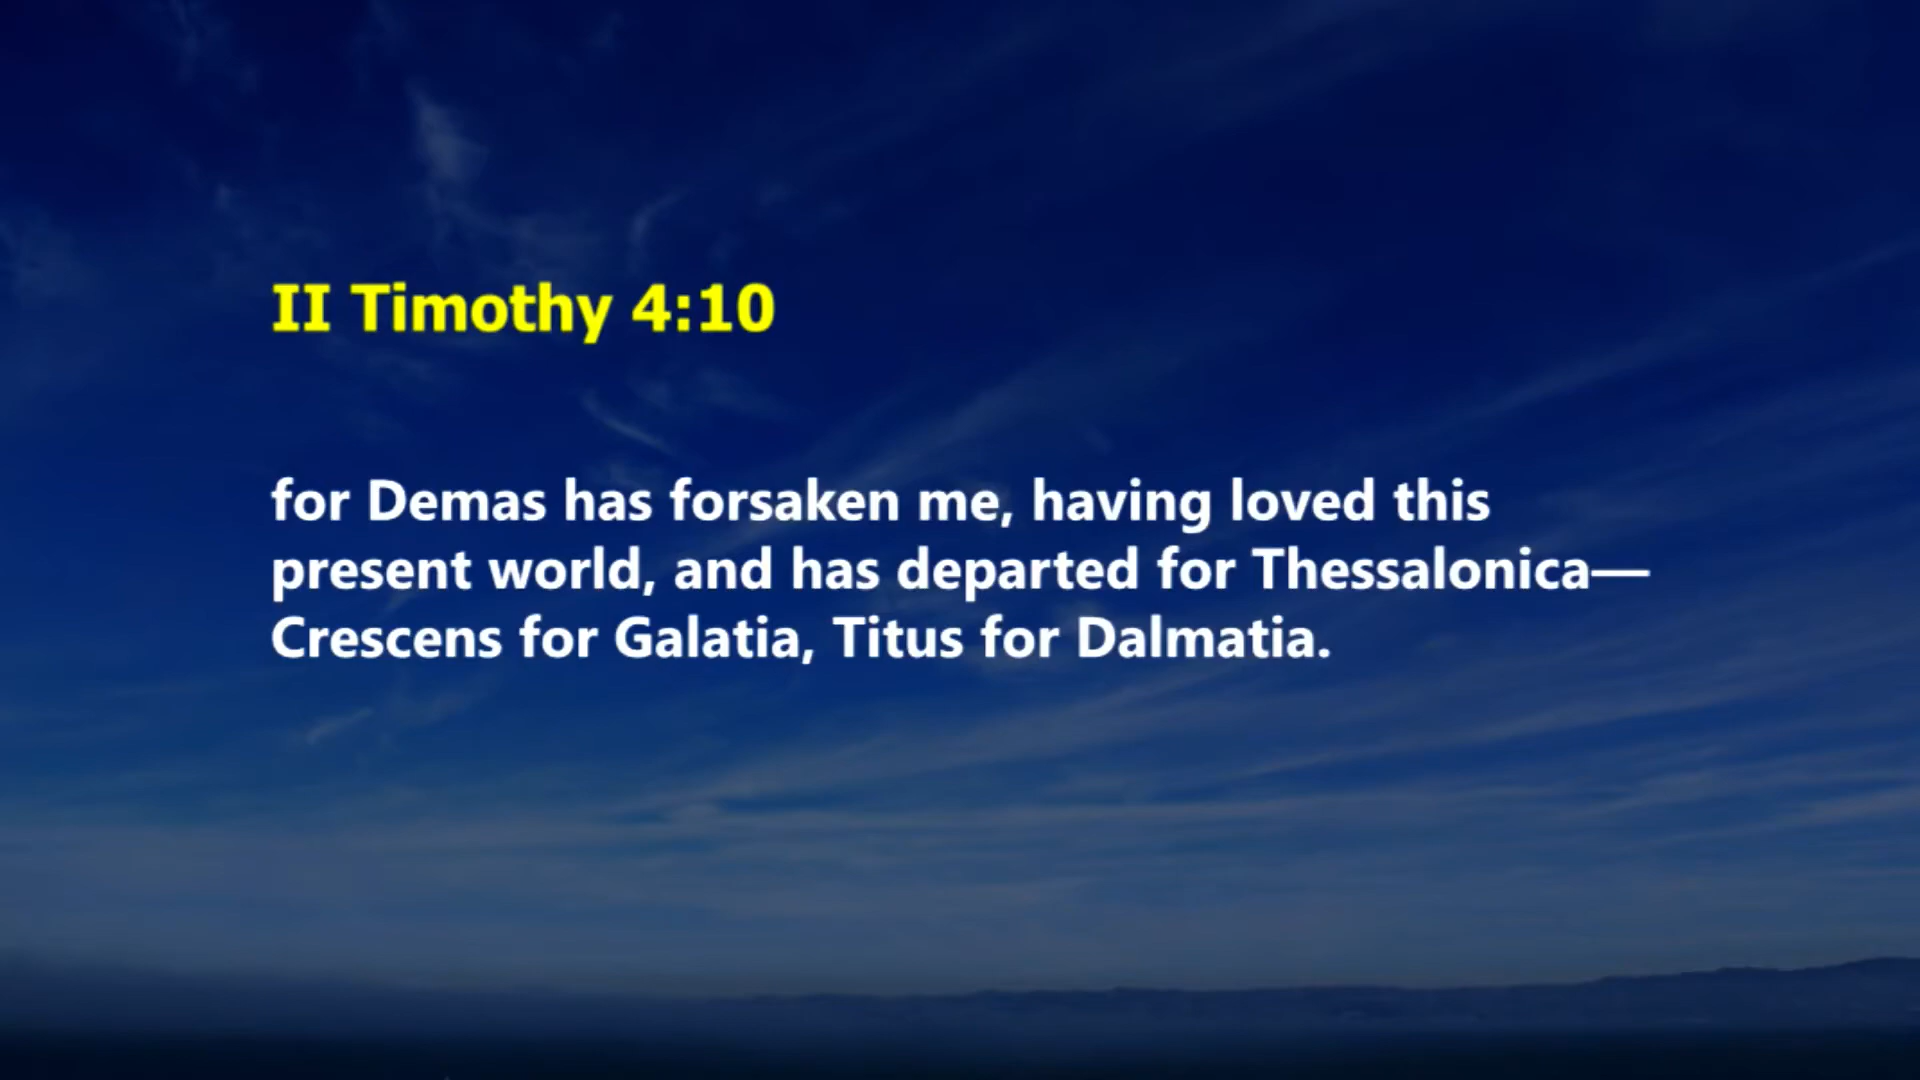 II Timothy 4:10
for Demas has forsaken me, having loved this
present world, and has departed for Thessalonica—
Crescens for Galatia, Titus for Dalmatia.